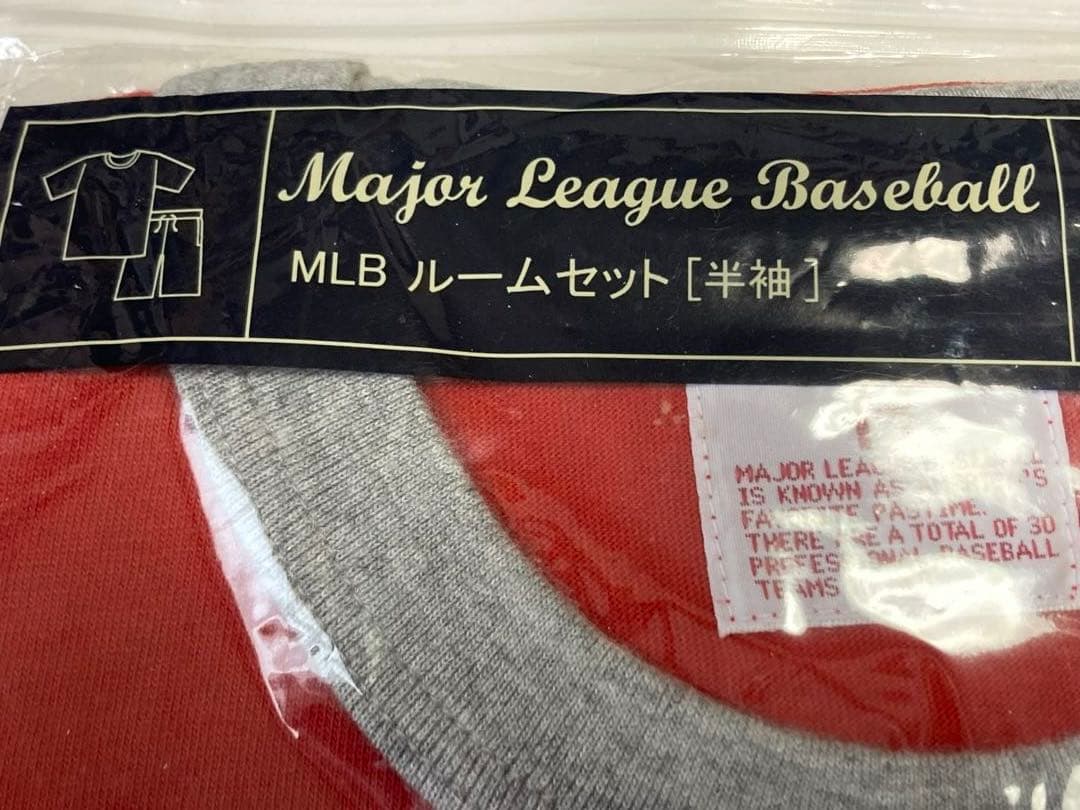 Major League Baseball
MLB ルームセット [半袖]
MAJOR
IS KNOWN AS
PASTIME.
THERE A TOTAL OF 30
BASEBALL
TEAMS